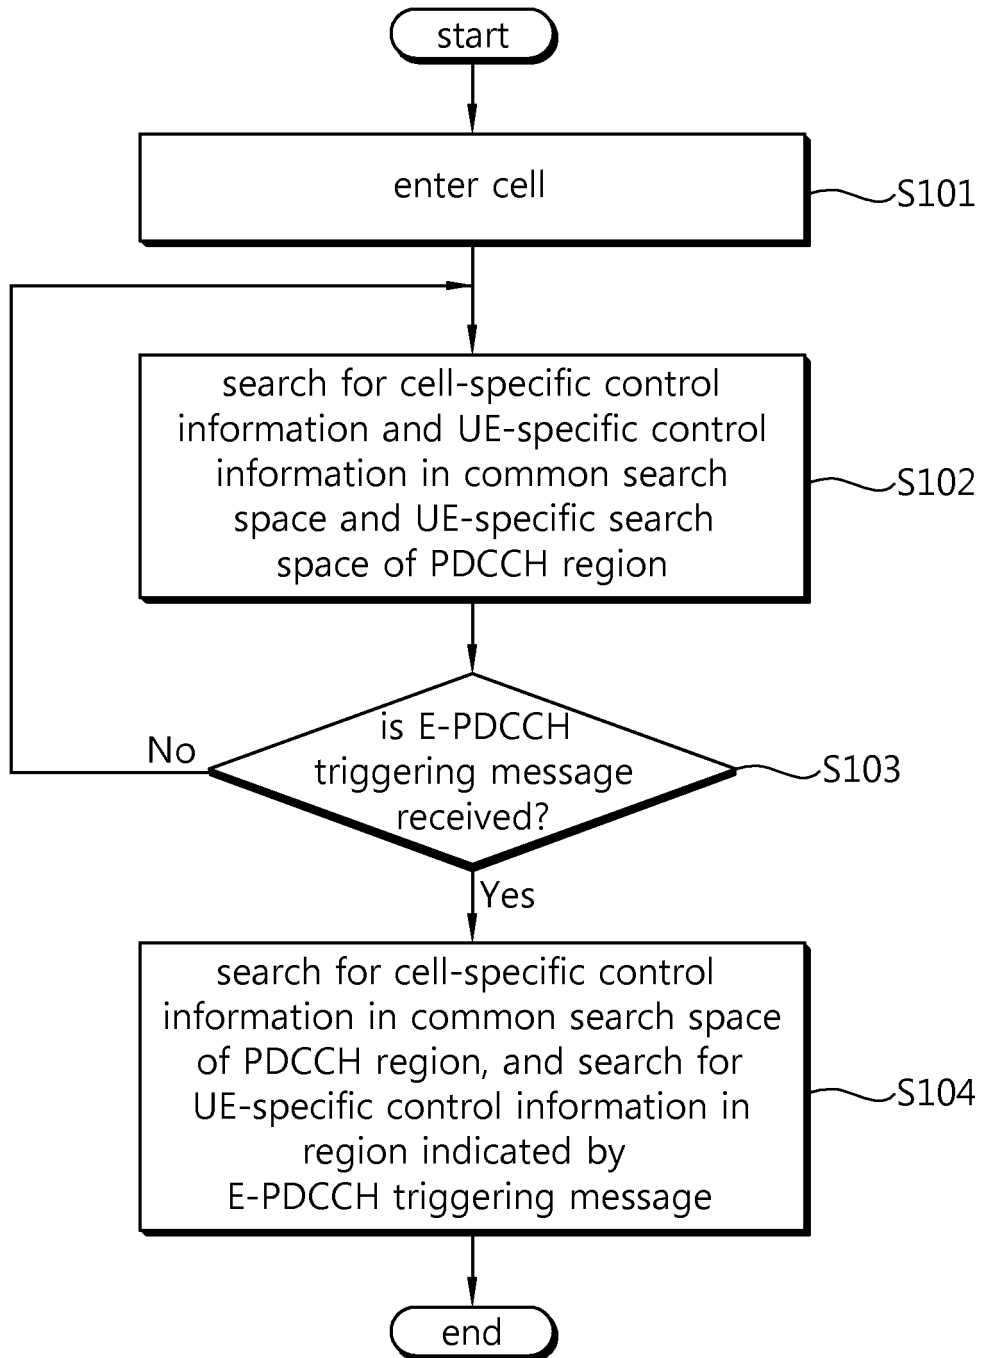 start
enter cell
S101
search for cell-specific control
information and UE-specific control
information in common search
space and UE-specific search
space of PDCCH region
S102
is E-PDCCH
triggering message
received?
No
S103
Yes
search for cell-specific control
information in common search space
of PDCCH region, and search for
UE-specific control information in
region indicated by
E-PDCCH triggering message
S104
end